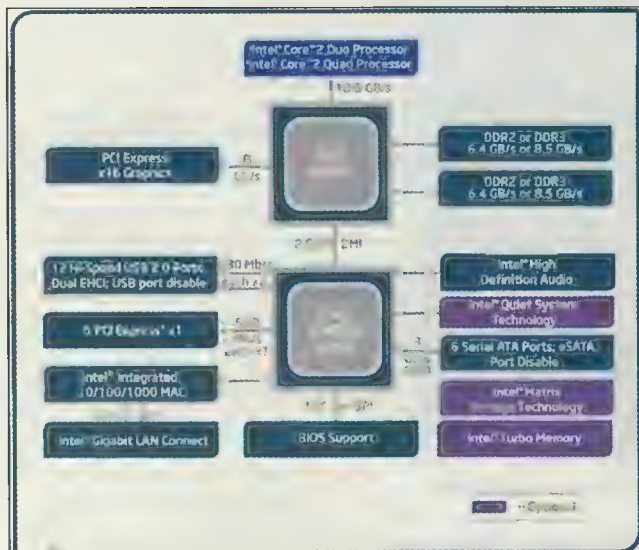 Intel® Core™2 Duo Processor
Intel® Core™2 Quad Processor
PCI Express
x16 Graphics
DDR2 or DDR3
6.4 GB/s or 8.5 GB/s
DDR2 or DDR3
6.4 GB/s or 8.5 GB/s
DMI
12 Hi-Speed USB 2.0 Ports;
Dual EHCI; USB port disable
Intel® High
Definition Audio
Intel® Quiet System
Technology
6 PCI Express® x1
6 Serial ATA Ports; eSATA;
Port Disable
Intel® Integrated
10/100/1000 MAC
Intel® Matrix
Technology
Intel® Gigabit LAN Connect
BIOS Support
Intel® Turbo Memory